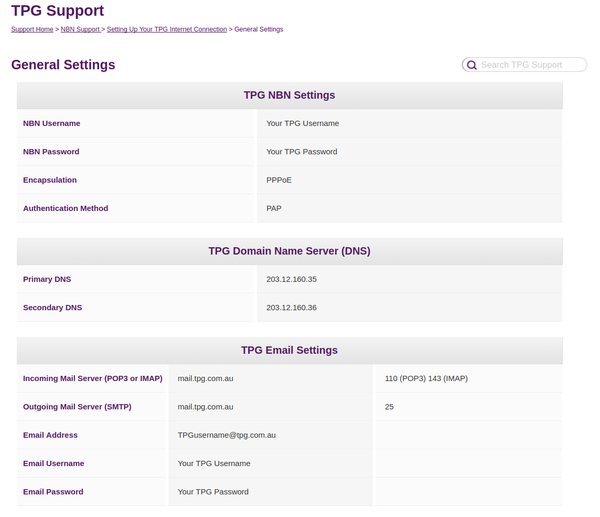 TPG Support
Support Home > NBN Support > Setting Up Your TPG Internet Connection > General Settings
General Settings
Search TPG Support
TPG NBN Settings
NBN Username Your TPG Username
NBN Password Your TPG Password
Encapsulation PPPoE
Authentication Method PAP
TPG Domain Name Server (DNS)
Primary DNS 203.12.160.35
Secondary DNS 203.12.160.36
TPG Email Settings
Incoming Mail Server (POP3 or IMAP) mail.tpg.com.au 110 (POP3) 143 (IMAP)
Outgoing Mail Server (SMTP) mail.tpg.com.au 25
Email Address TPGusername@tpg.com.au
Email Username Your TPG Username
Email Password Your TPG Password